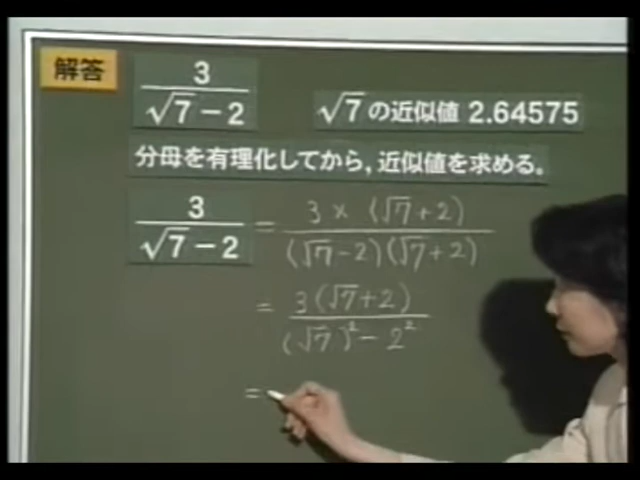 解答
3/(√7−2)
√7の近似値 2.64575
分母を有理化してから，近似値を求める。
3/(√7−2) = 3×(√7+2)/(√7−2)(√7+2)
= 3(√7+2)/(√7)²−2²
=